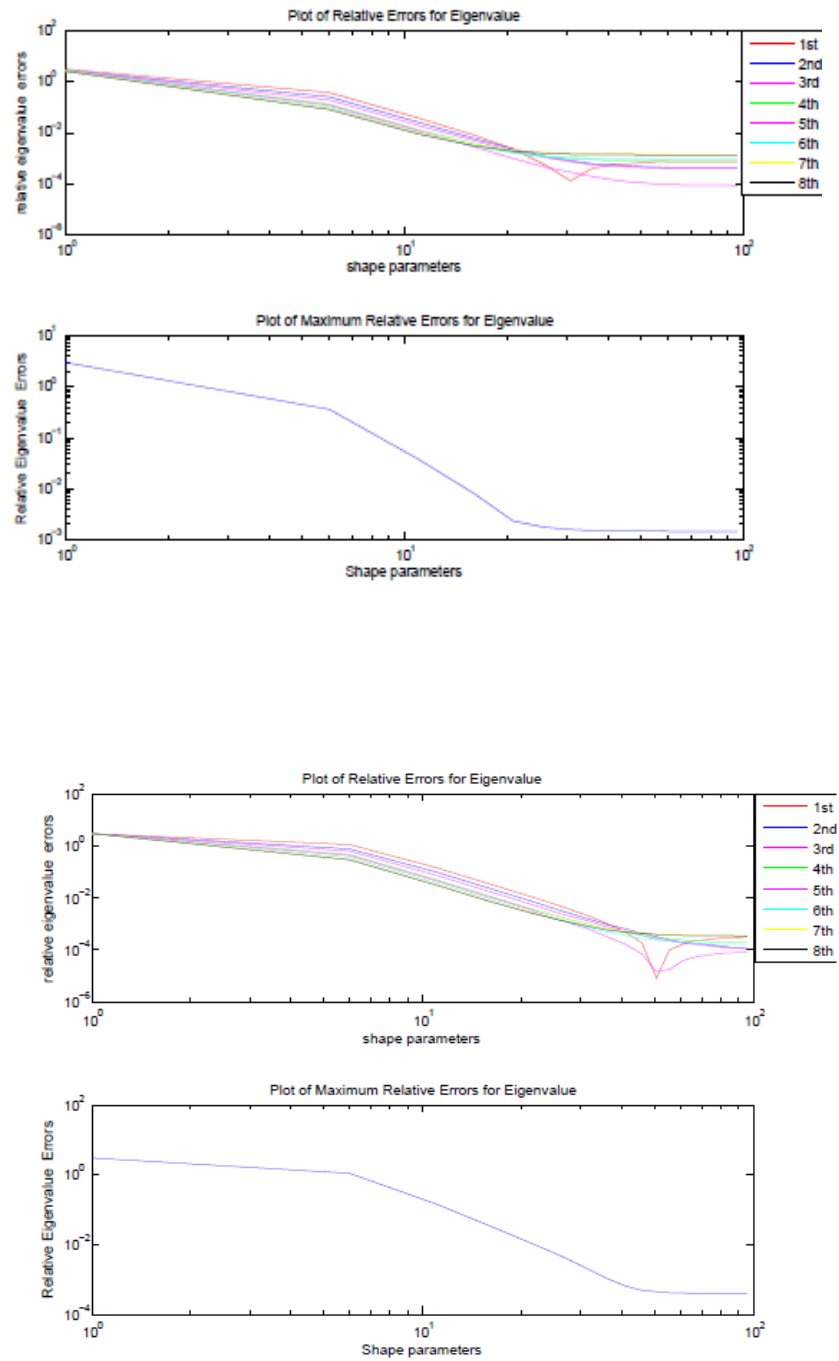 Plot of Relative Errors for Eigenvalue
relative eigenvalue errors
10^2
10^0
10^-2
10^-4
10^-6
10^0
10^1
10^2
shape parameters
1st
2nd
3rd
4th
5th
6th
7th
8th
Plot of Maximum Relative Errors for Eigenvalue
Relative Eigenvalue Errors
10^1
10^0
10^-1
10^-2
10^-3
10^0
10^1
10^2
Shape parameters
Plot of Relative Errors for Eigenvalue
relative eigenvalue errors
10^2
10^0
10^-2
10^-4
10^-6
10^0
10^1
10^2
shape parameters
1st
2nd
3rd
4th
5th
6th
7th
8th
Plot of Maximum Relative Errors for Eigenvalue
Relative Eigenvalue Errors
10^2
10^0
10^-2
10^-4
10^0
10^1
10^2
Shape parameters